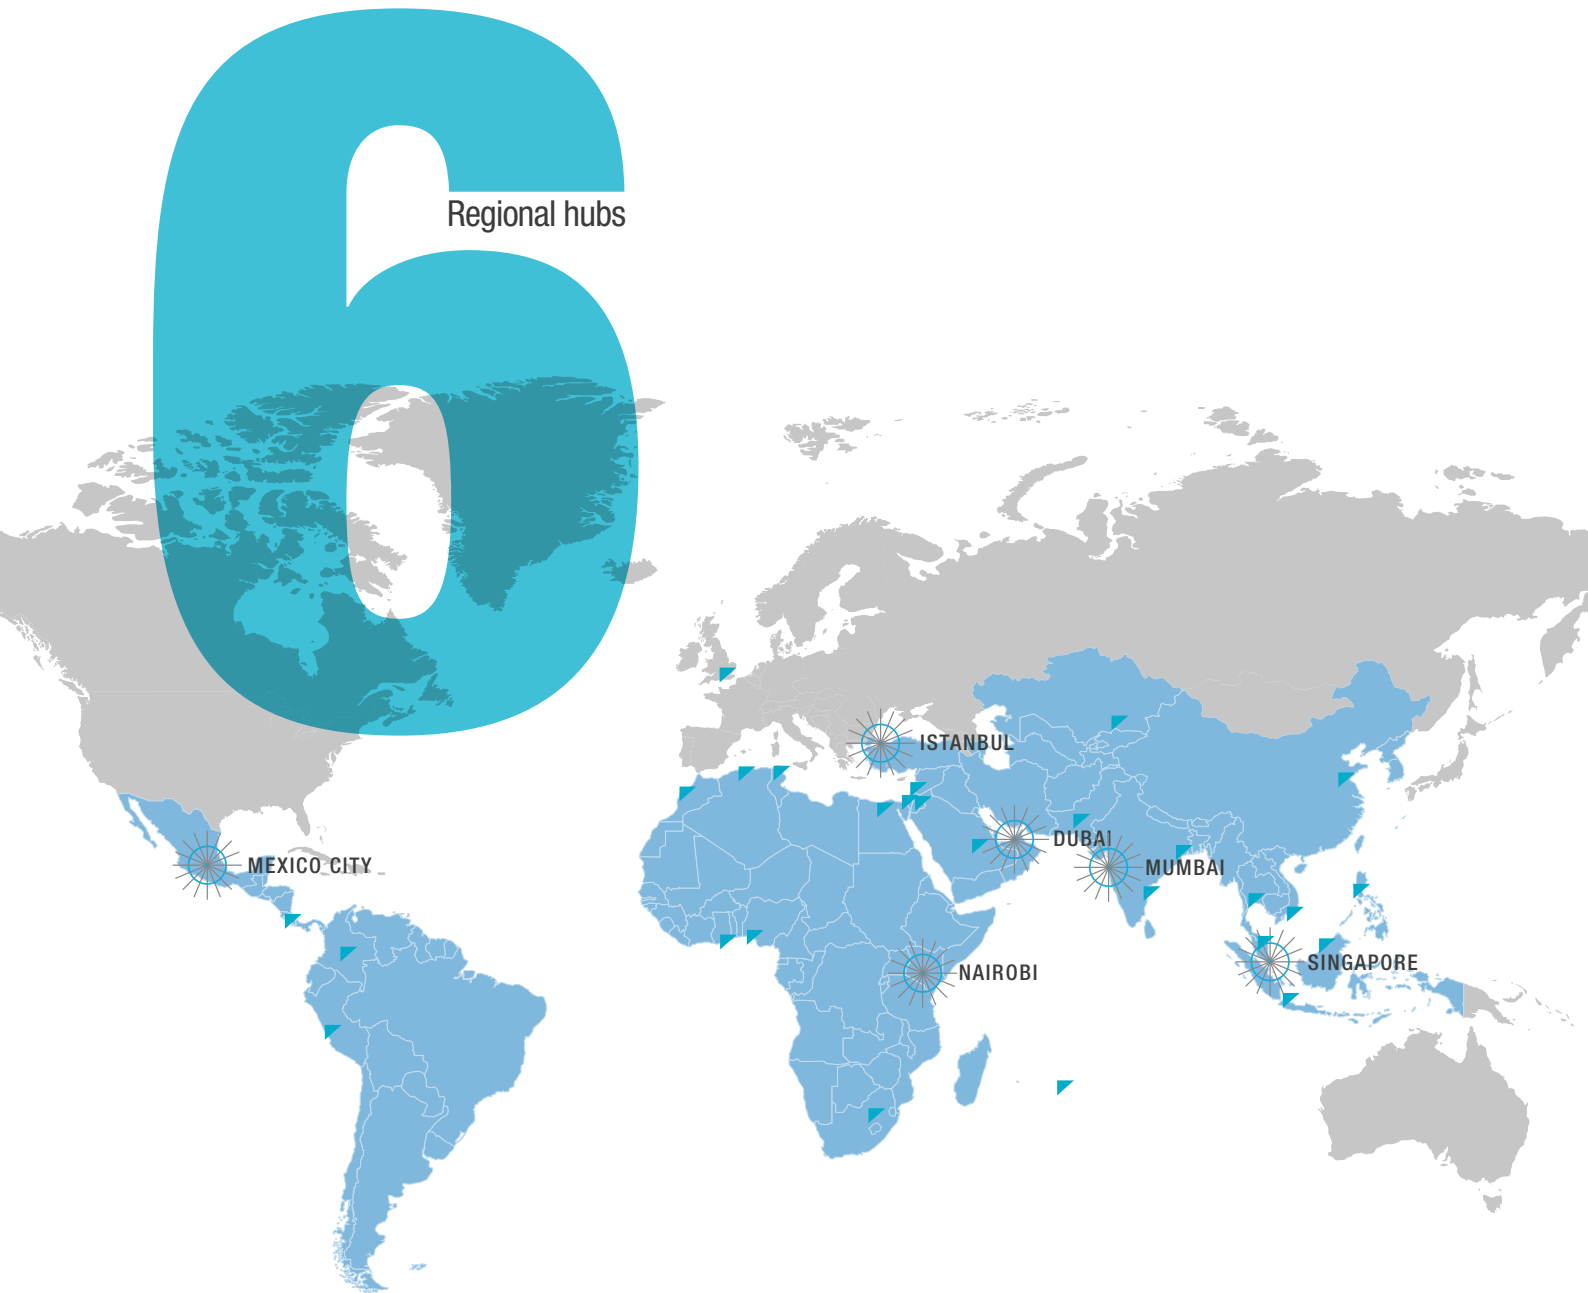 6
Regional hubs
ISTANBUL
DUBAI
MEXICO CITY
MUMBAI
SINGAPORE
NAIROBI